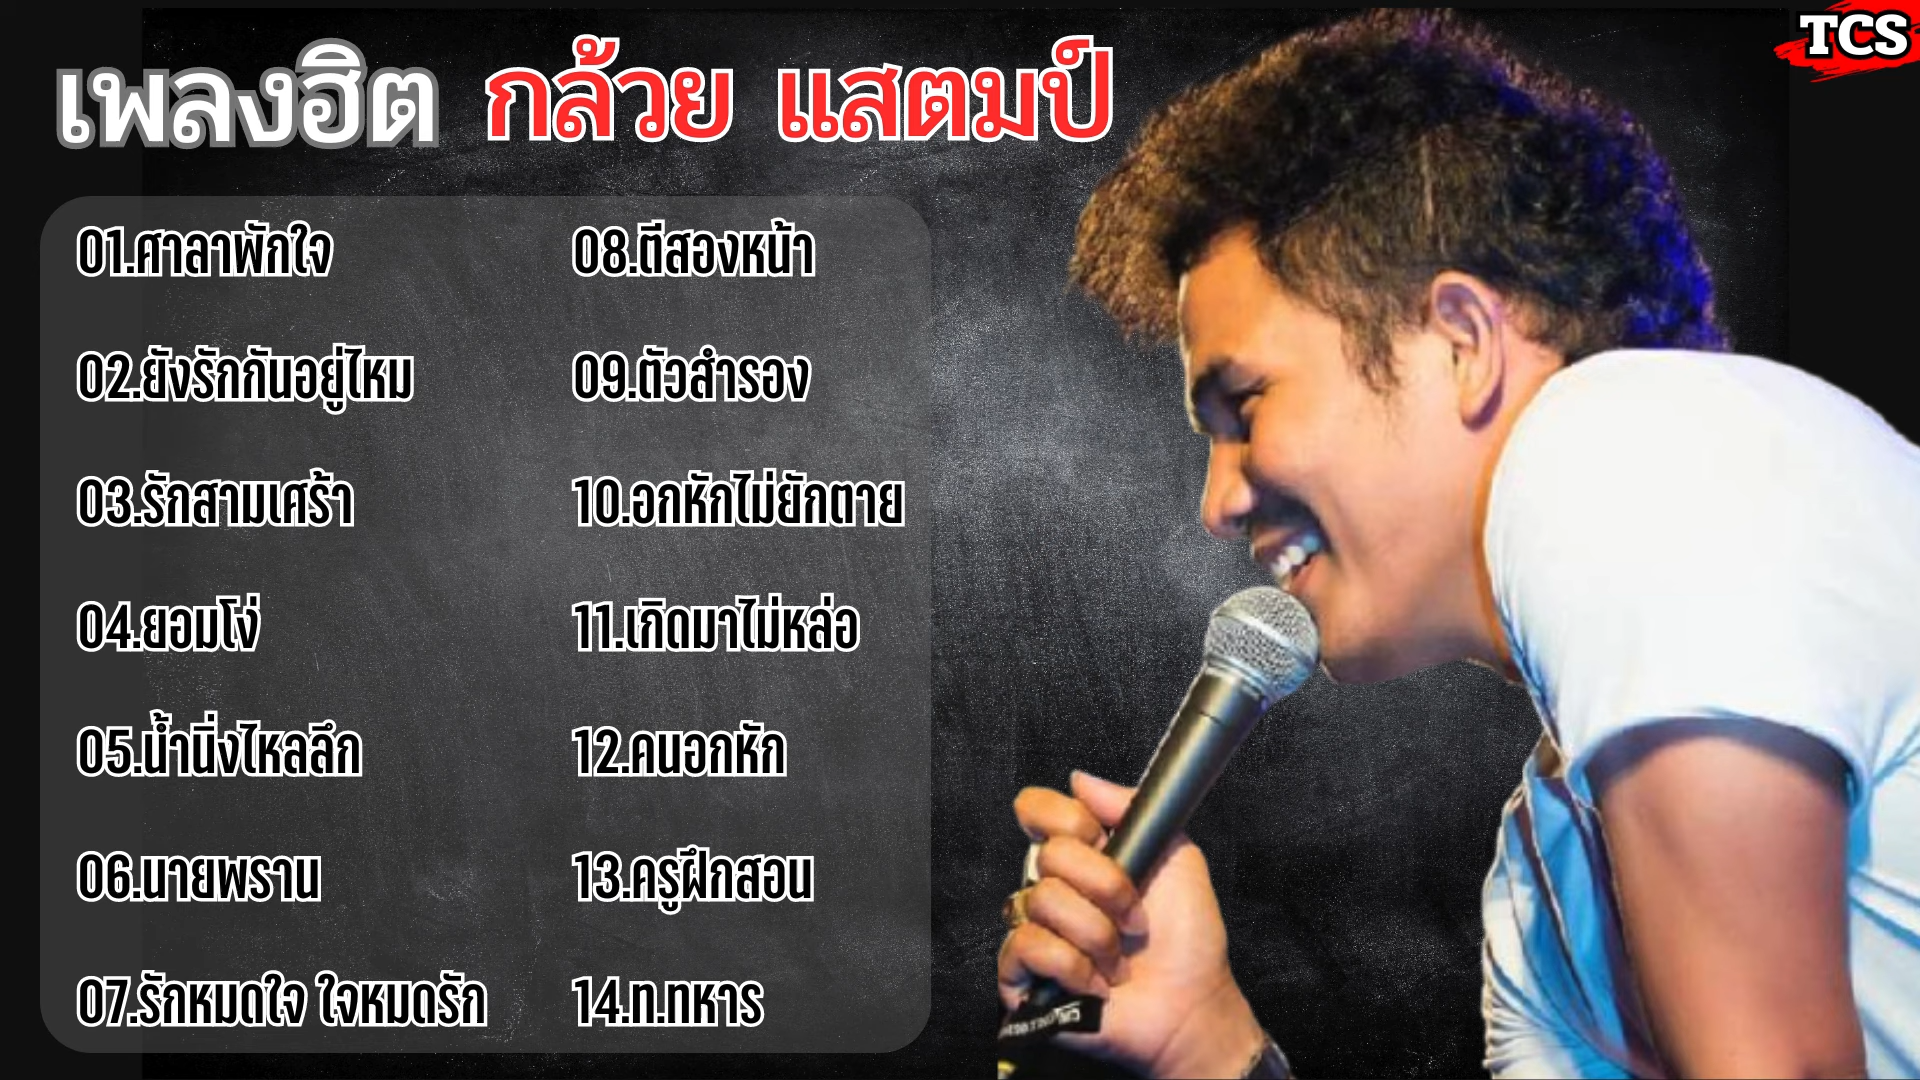 เพลงฮิต กล้วย แสตมป์
TCS
01.ศาลาพักใจ
02.ยังรักกันอยู่ไหม
03.รักสามเศร้า
04.ยอมโง่
05.น้ำนิ่งไหลลึก
06.นายพราน
07.รักหมดใจ ใจหมดรัก
08.ตีสองหน้า
09.ตัวสำรอง
10.อกหักไม่ยักตาย
11.เกิดมาไม่หล่อ
12.คนอกหัก
13.ครูฝึกสอน
14.ท.ทหาร